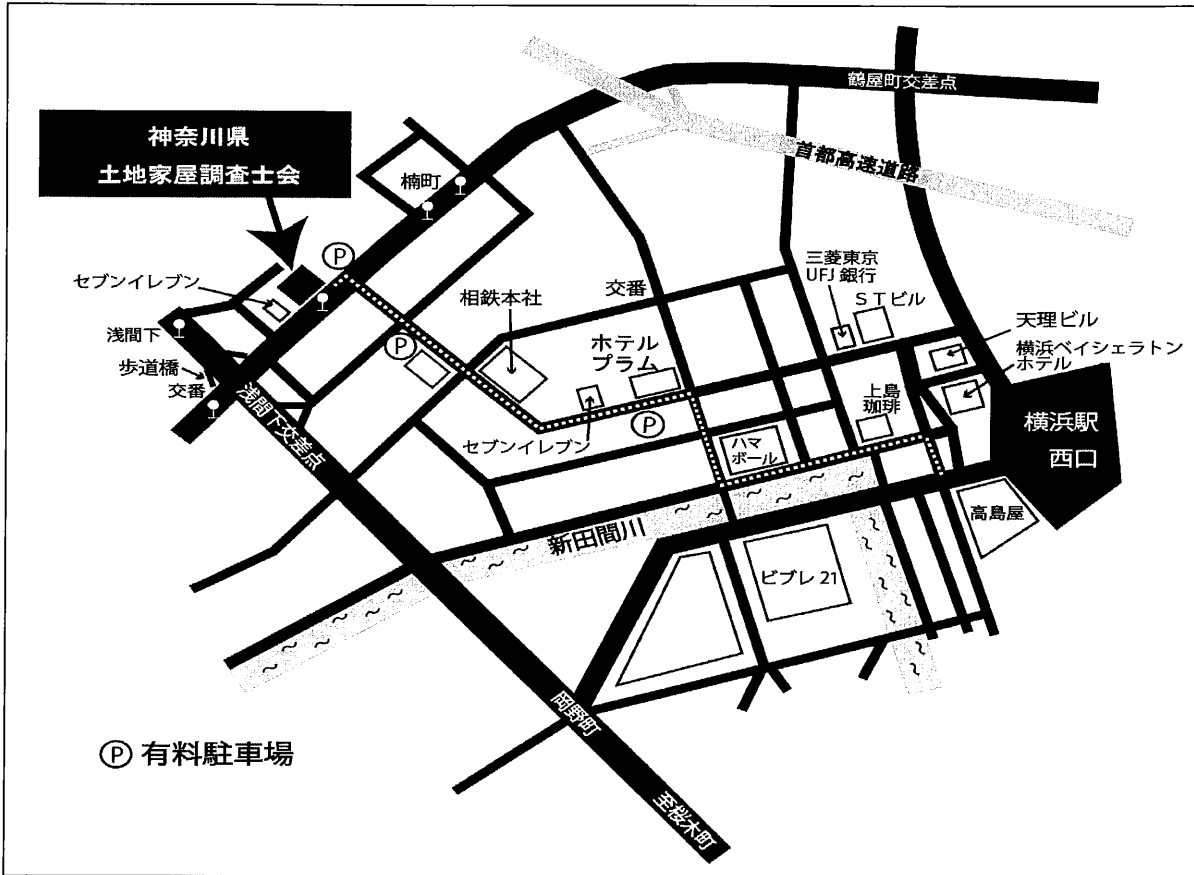 鶴屋町交差点
神奈川県
土地家屋調査士会
首都高速道路
楠町
P
セブンイレブン
三菱東京
UFJ 銀行
STビル
交番
相鉄本社
浅間下
天理ビル
横浜ベイシェラトン
ホテル
ホテル
プラム
P
歩道橋
交番
浅間下交差点
上島
珈琲
横浜駅
西口
P
セブンイレブン
ハマ
ボール
高島屋
新田間川
ビブレ 21
岡野町
P 有料駐車場
至桜木町